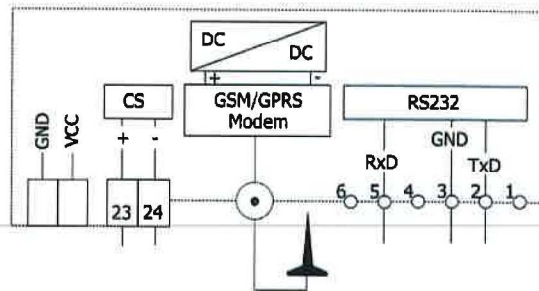 DC
DC
+ -
CS
GSM/GPRS
Modem
RS232
GND
VCC
+ -
GND
RxD
TxD
6 5 4 3 2 1
23 24